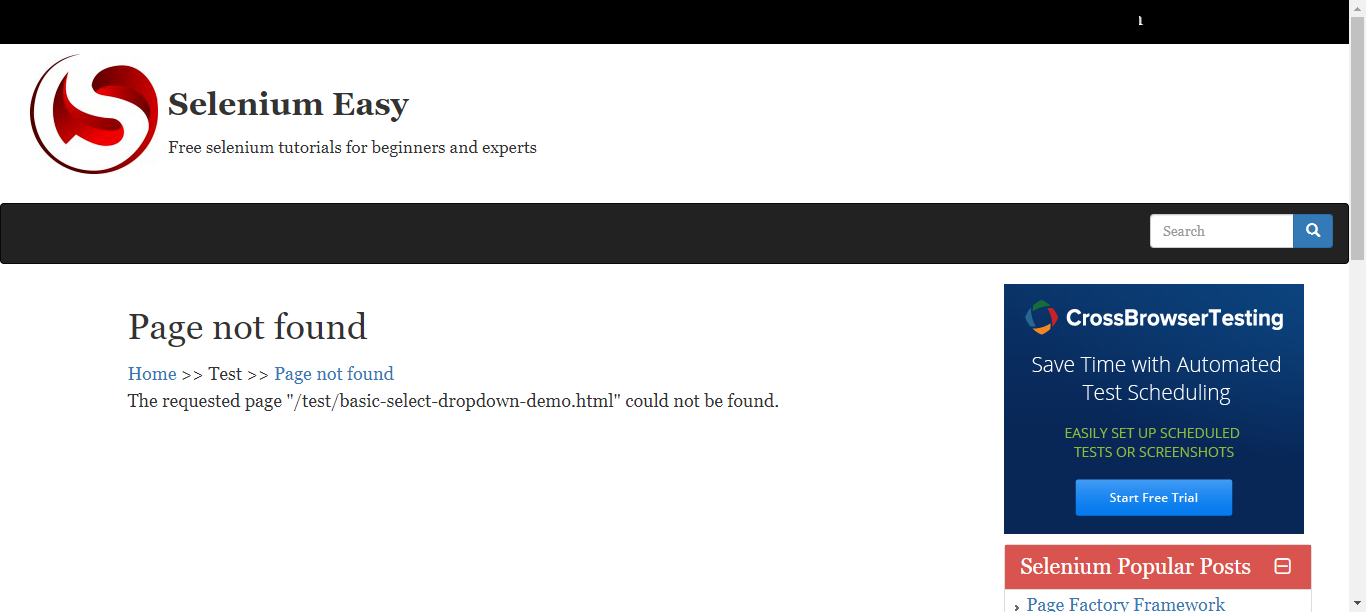 Selenium Easy
Free selenium tutorials for beginners and experts
Search
Page not found
Home >> Test >> Page not found
The requested page "/test/basic-select-dropdown-demo.html" could not be found.
CrossBrowserTesting
Save Time with Automated
Test Scheduling
EASILY SET UP SCHEDULED
TESTS OR SCREENSHOTS
Start Free Trial
Selenium Popular Posts
Page Factory Framework